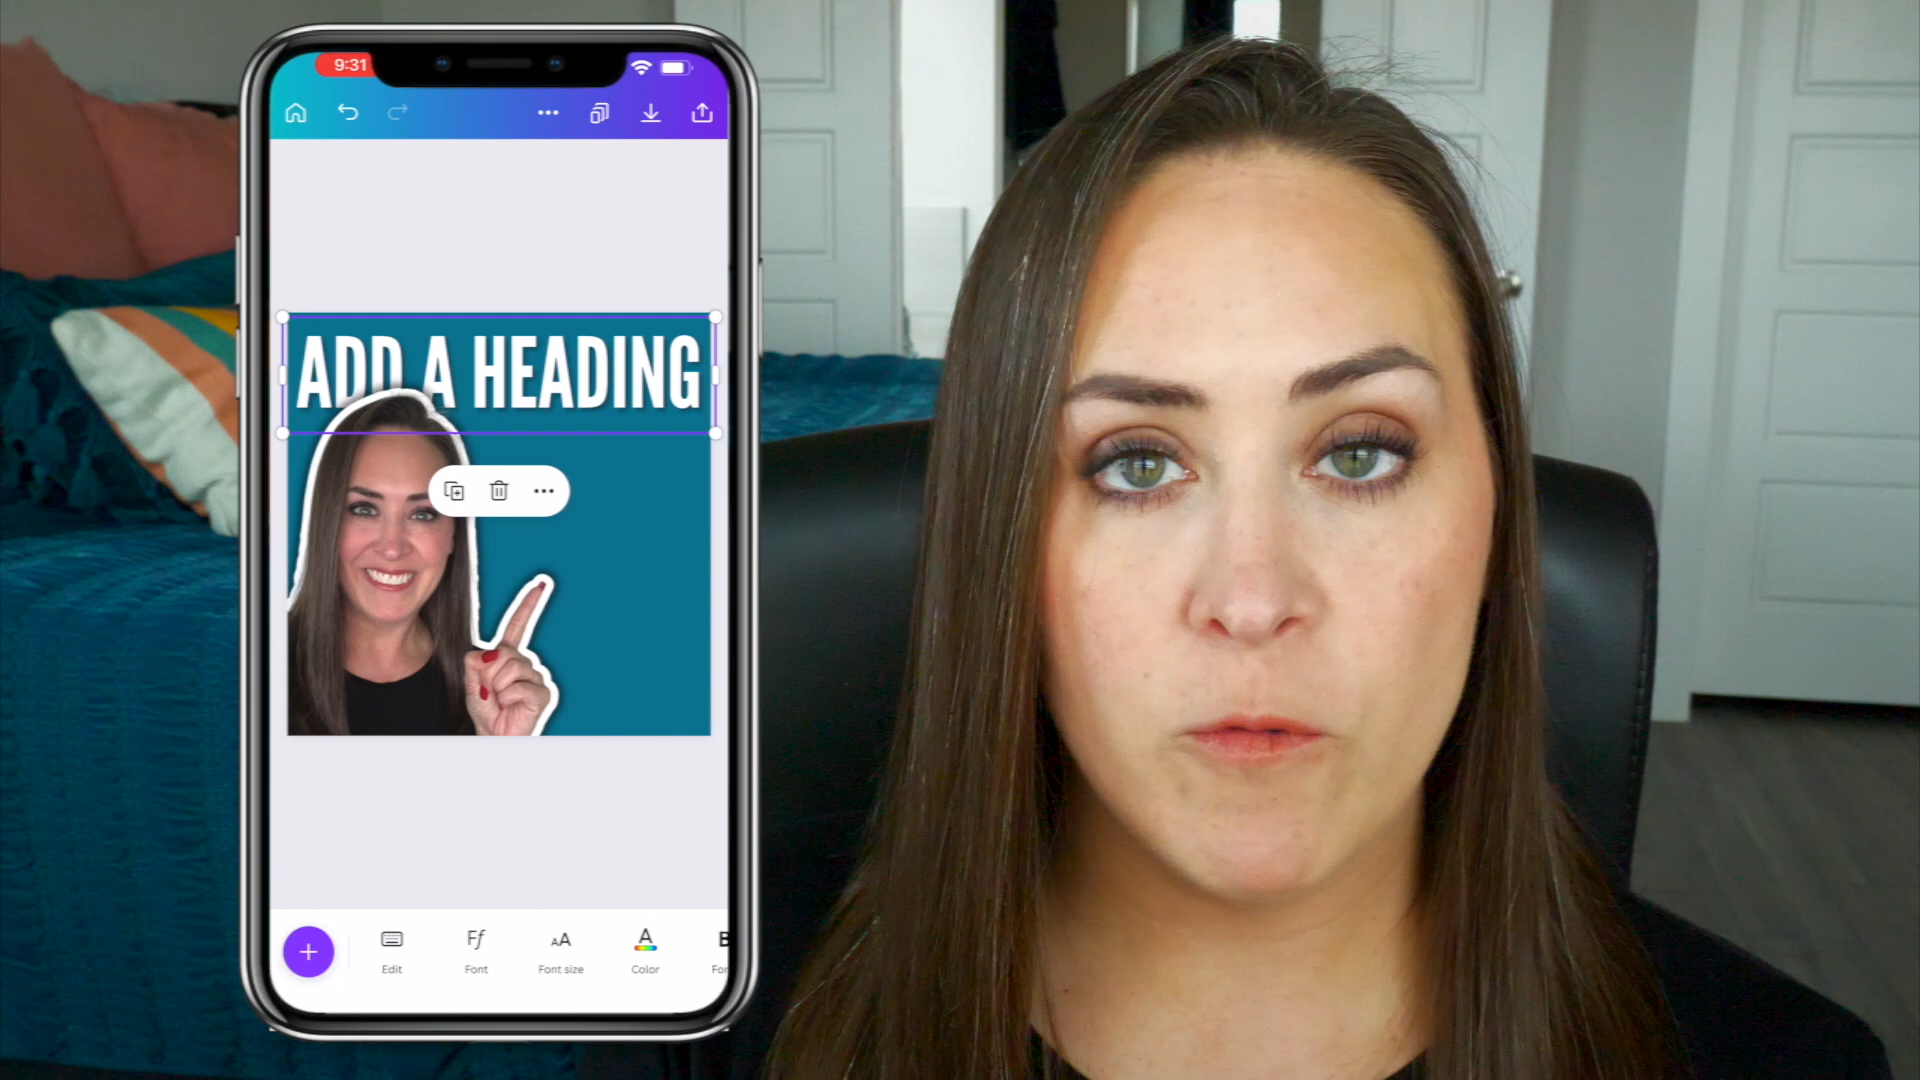 9:31
ADD A HEADING
Edit
Font
Font size
Color